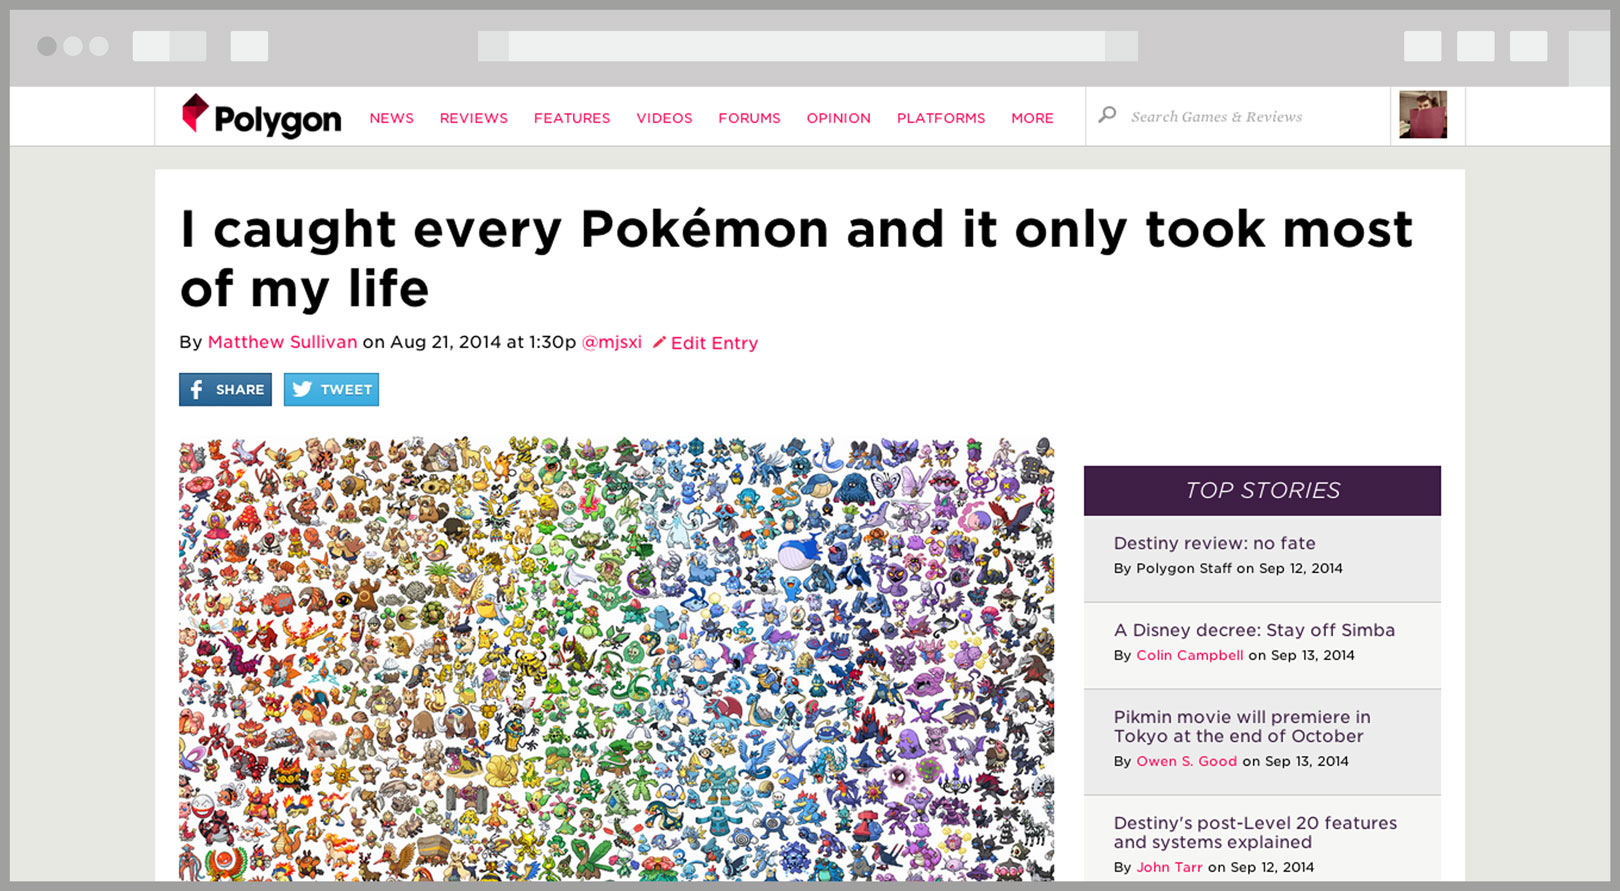 Polygon NEWS REVIEWS FEATURES VIDEOS FORUMS OPINION PLATFORMS MORE Search Games & Reviews
I caught every Pokémon and it only took most
of my life
By Matthew Sullivan on Aug 21, 2014 at 1:30p @mjsxi Edit Entry
SHARE TWEET
TOP STORIES
Destiny review: no fate
By Polygon Staff on Sep 12, 2014
A Disney decree: Stay off Simba
By Colin Campbell on Sep 13, 2014
Pikmin movie will premiere in
Tokyo at the end of October
By Owen S. Good on Sep 13, 2014
Destiny's post-Level 20 features
and systems explained
By John Tarr on Sep 12, 2014